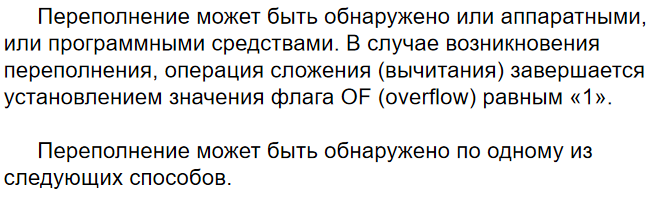 Переполнение может быть обнаружено или аппаратными,
или программными средствами. В случае возникновения
переполнения, операция сложения (вычитания) завершается
установлением значения флага OF (overflow) равным «1».
Переполнение может быть обнаружено по одному из
следующих способов.